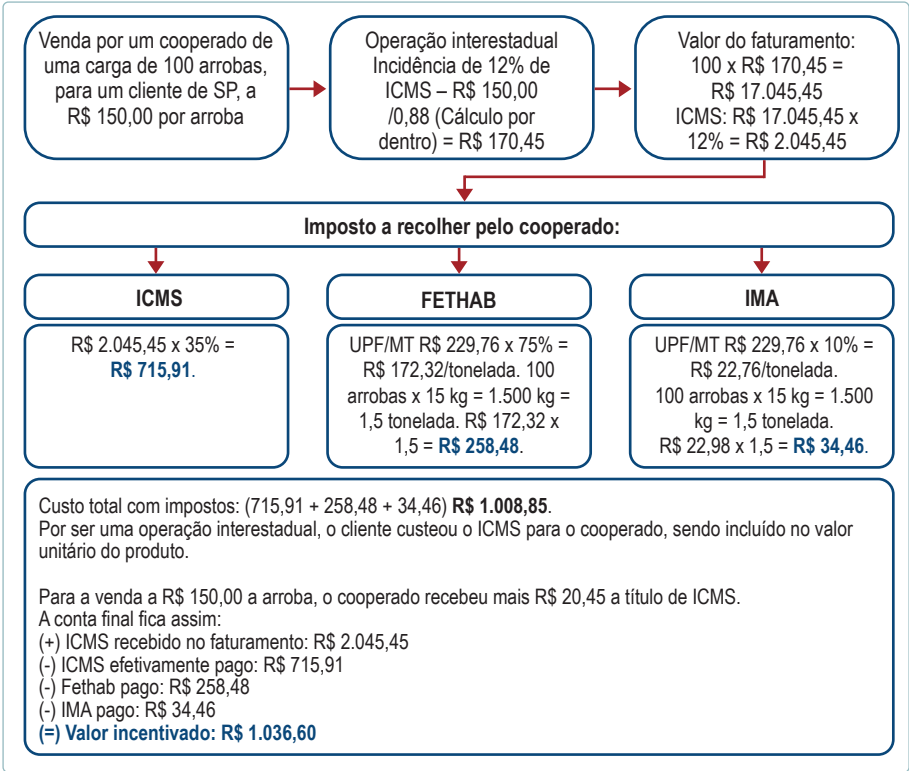 Venda por um cooperado de
uma carga de 100 arrobas,
para um cliente de SP, a
R$ 150,00 por arroba
Operação interestadual
Incidência de 12% de
ICMS – R$ 150,00
/0,88 (Cálculo por
dentro) = R$ 170,45
Valor do faturamento:
100 x R$ 170,45 =
R$ 17.045,45
ICMS: R$ 17.045,45 x
12% = R$ 2.045,45
Imposto a recolher pelo cooperado:
ICMS
R$ 2.045,45 x 35% =
R$ 715,91.
FETHAB
UPF/MT R$ 229,76 x 75% =
R$ 172,32/tonelada. 100
arrobas x 15 kg = 1.500 kg =
1,5 tonelada. R$ 172,32 x
1,5 = R$ 258,48.
IMA
UPF/MT R$ 229,76 x 10% =
R$ 22,76/tonelada.
100 arrobas x 15 kg = 1.500
kg = 1,5 tonelada.
R$ 22,98 x 1,5 = R$ 34,46.
Custo total com impostos: (715,91 + 258,48 + 34,46) R$ 1.008,85.
Por ser uma operação interestadual, o cliente custeou o ICMS para o cooperado, sendo incluído no valor
unitário do produto.
Para a venda a R$ 150,00 a arroba, o cooperado recebeu mais R$ 20,45 a título de ICMS.
A conta final fica assim:
(+) ICMS recebido no faturamento: R$ 2.045,45
(-) ICMS efetivamente pago: R$ 715,91
(-) Fethab pago: R$ 258,48
(-) IMA pago: R$ 34,46
(=) Valor incentivado: R$ 1.036,60